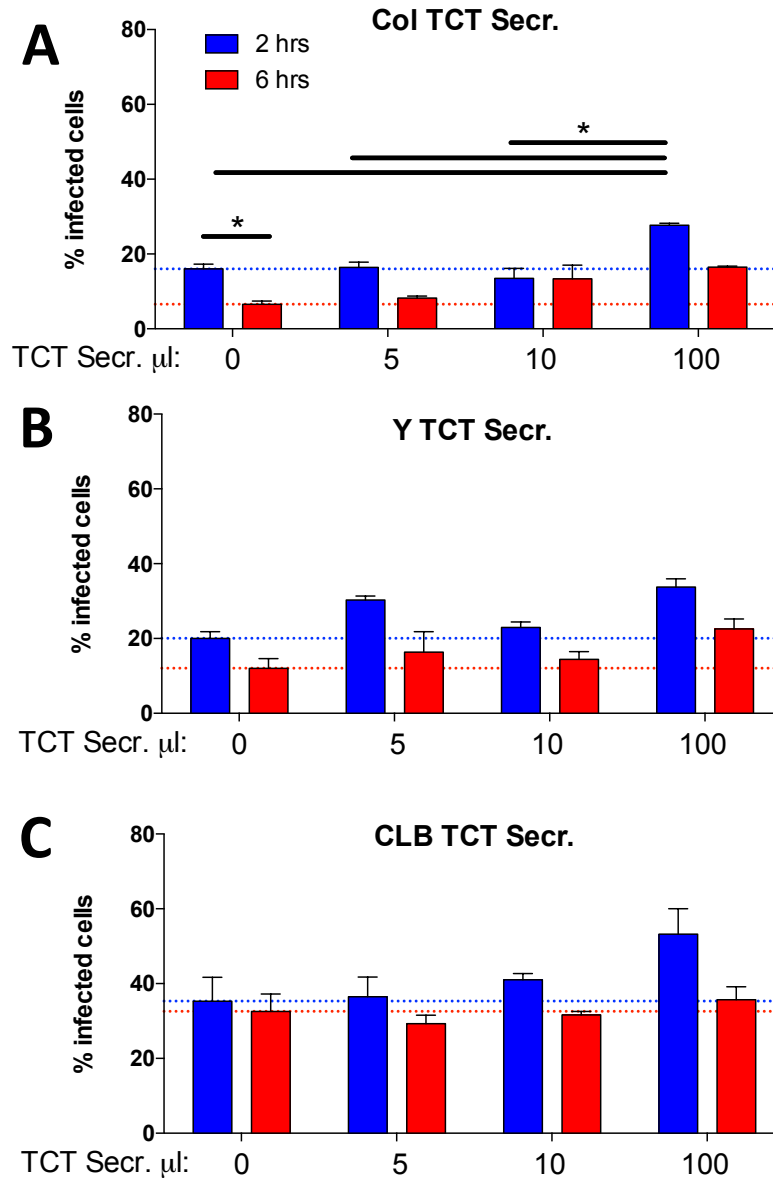 A
Col TCT Secr.
2 hrs
6 hrs
% infected cells
80
60
40
20
0
*
*
TCT Secr. μl: 0 5 10 100
B
Y TCT Secr.
% infected cells
80
60
40
20
0
TCT Secr. μl: 0 5 10 100
C
CLB TCT Secr.
% infected cells
80
60
40
20
0
TCT Secr. μl: 0 5 10 100